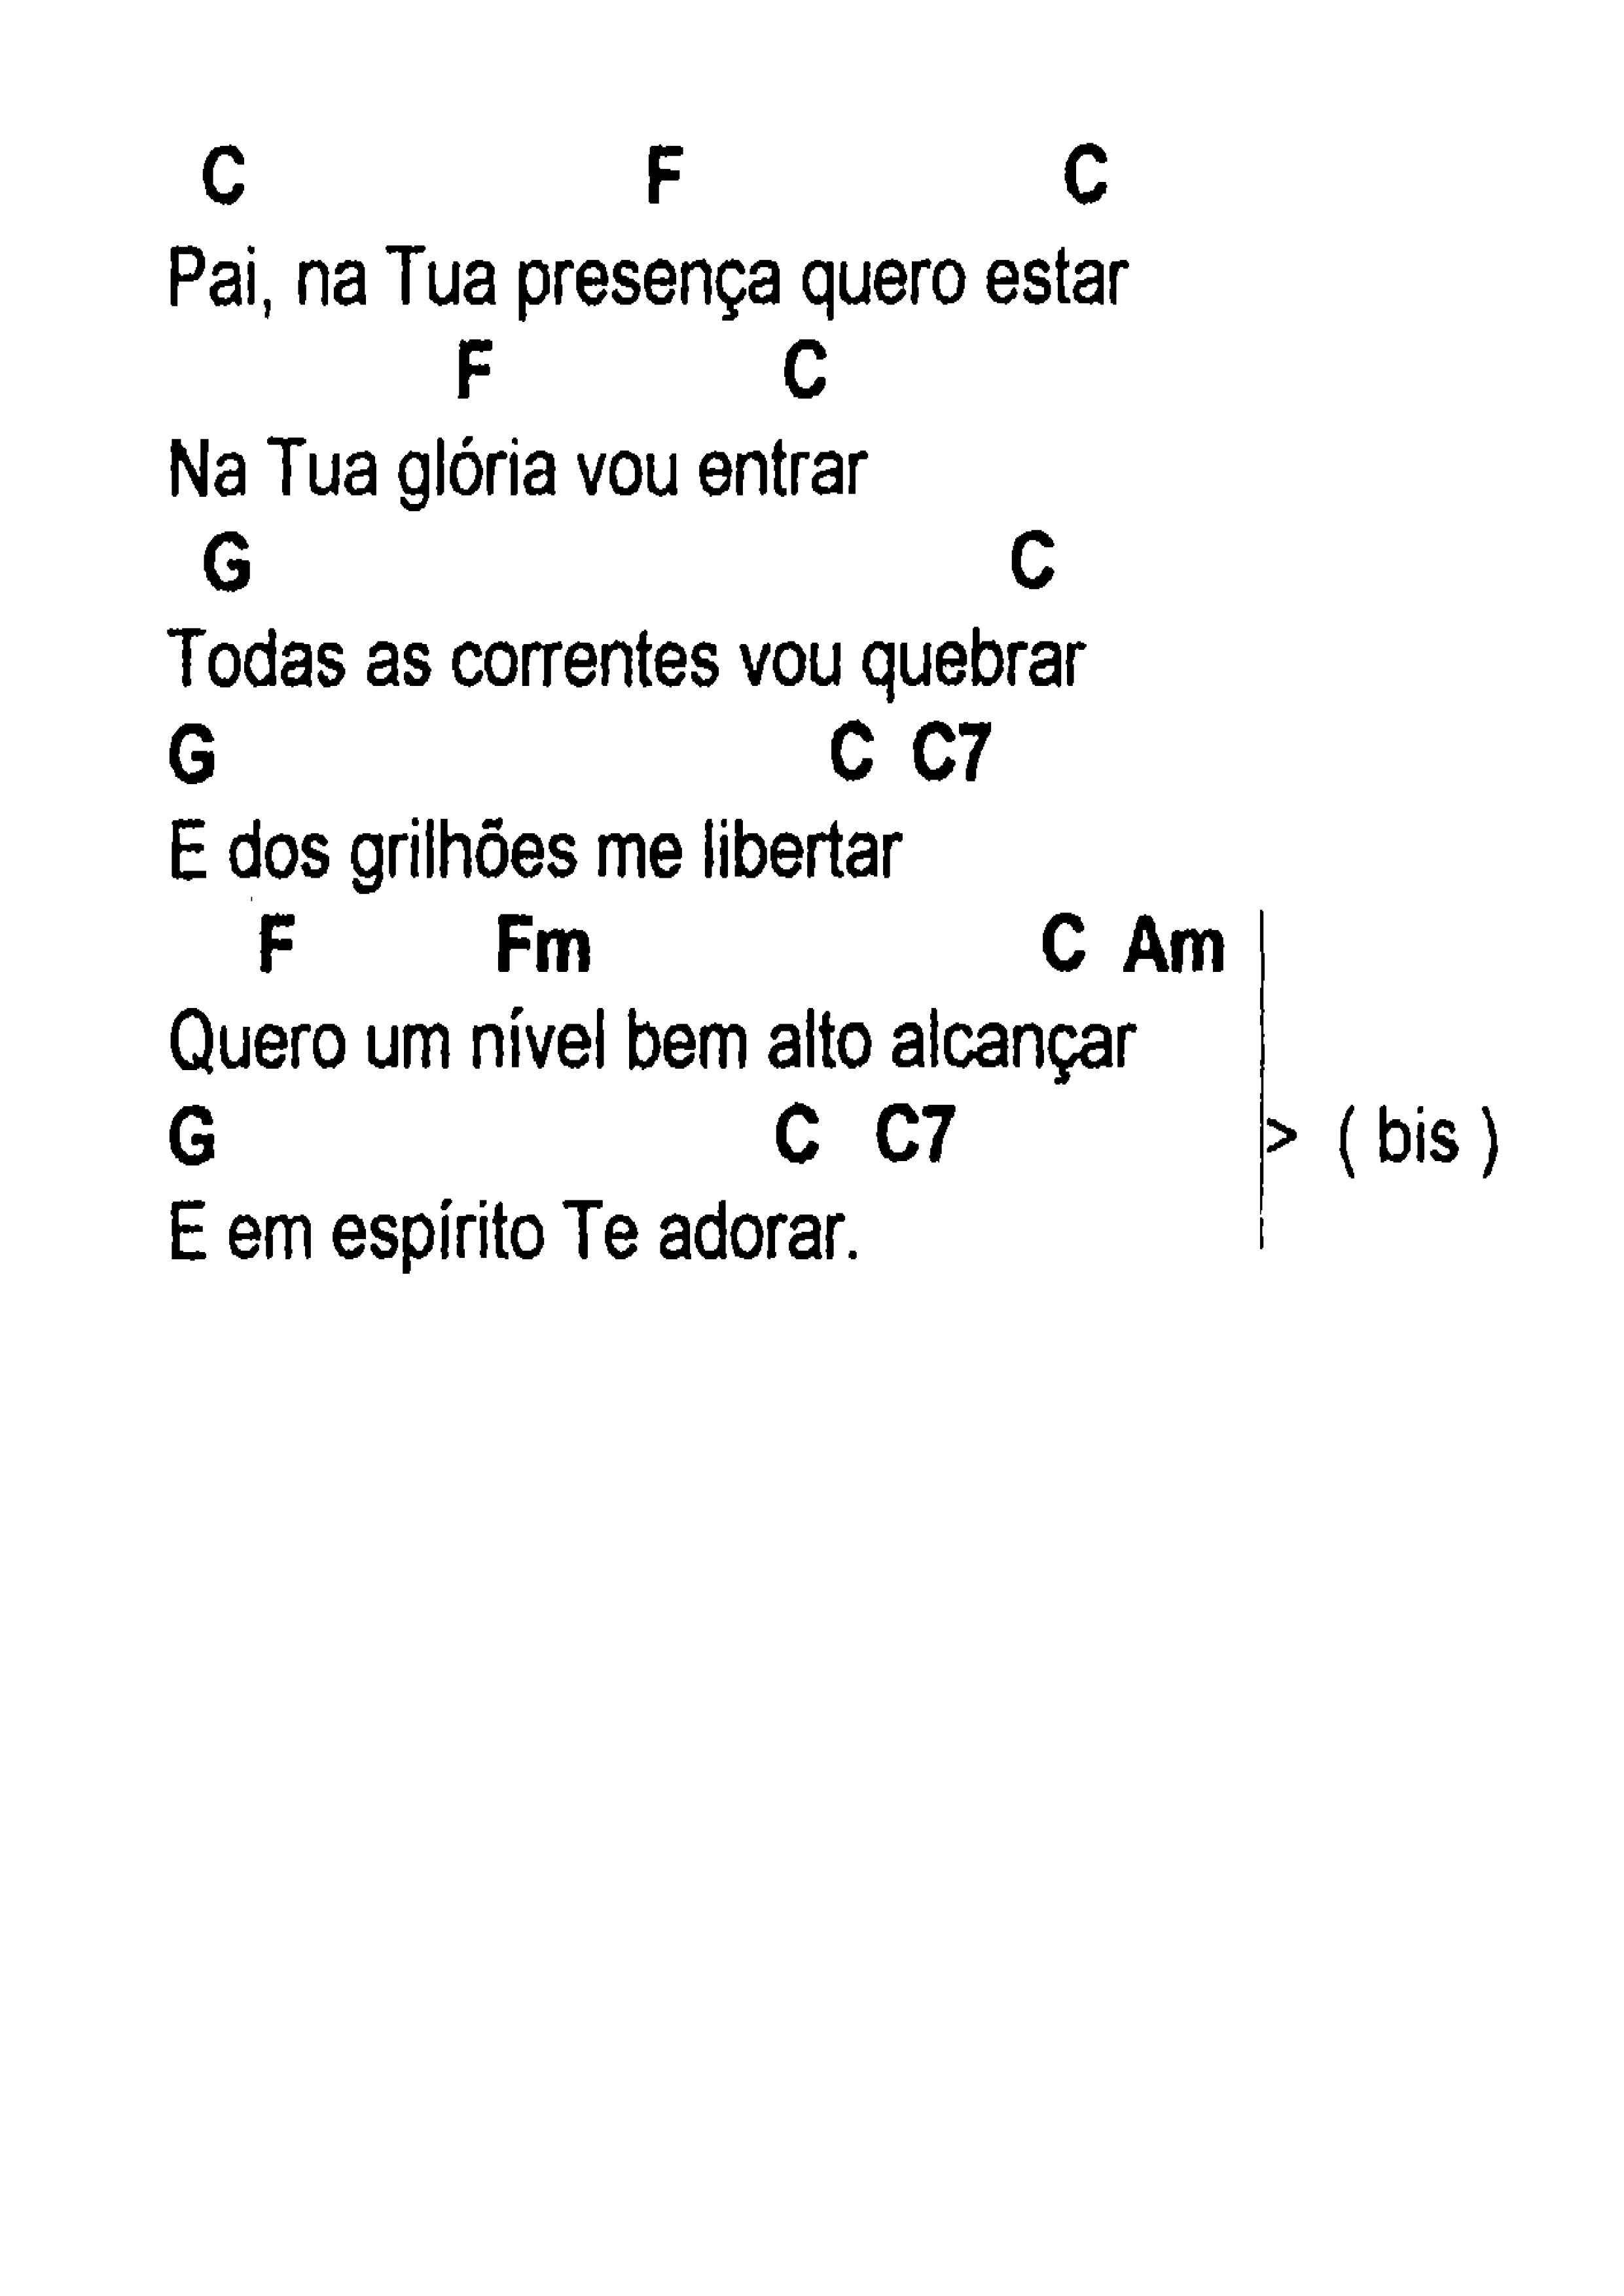 C F C
Pai, na Tua presença quero estar
F C
Na Tua glória vou entrar
G C
Todas as correntes vou quebrar
G C C7
E dos grilhões me libertar
F Fm C Am
Quero um nível bem alto alcançar
G C C7 > ( bis )
E em espírito Te adorar.